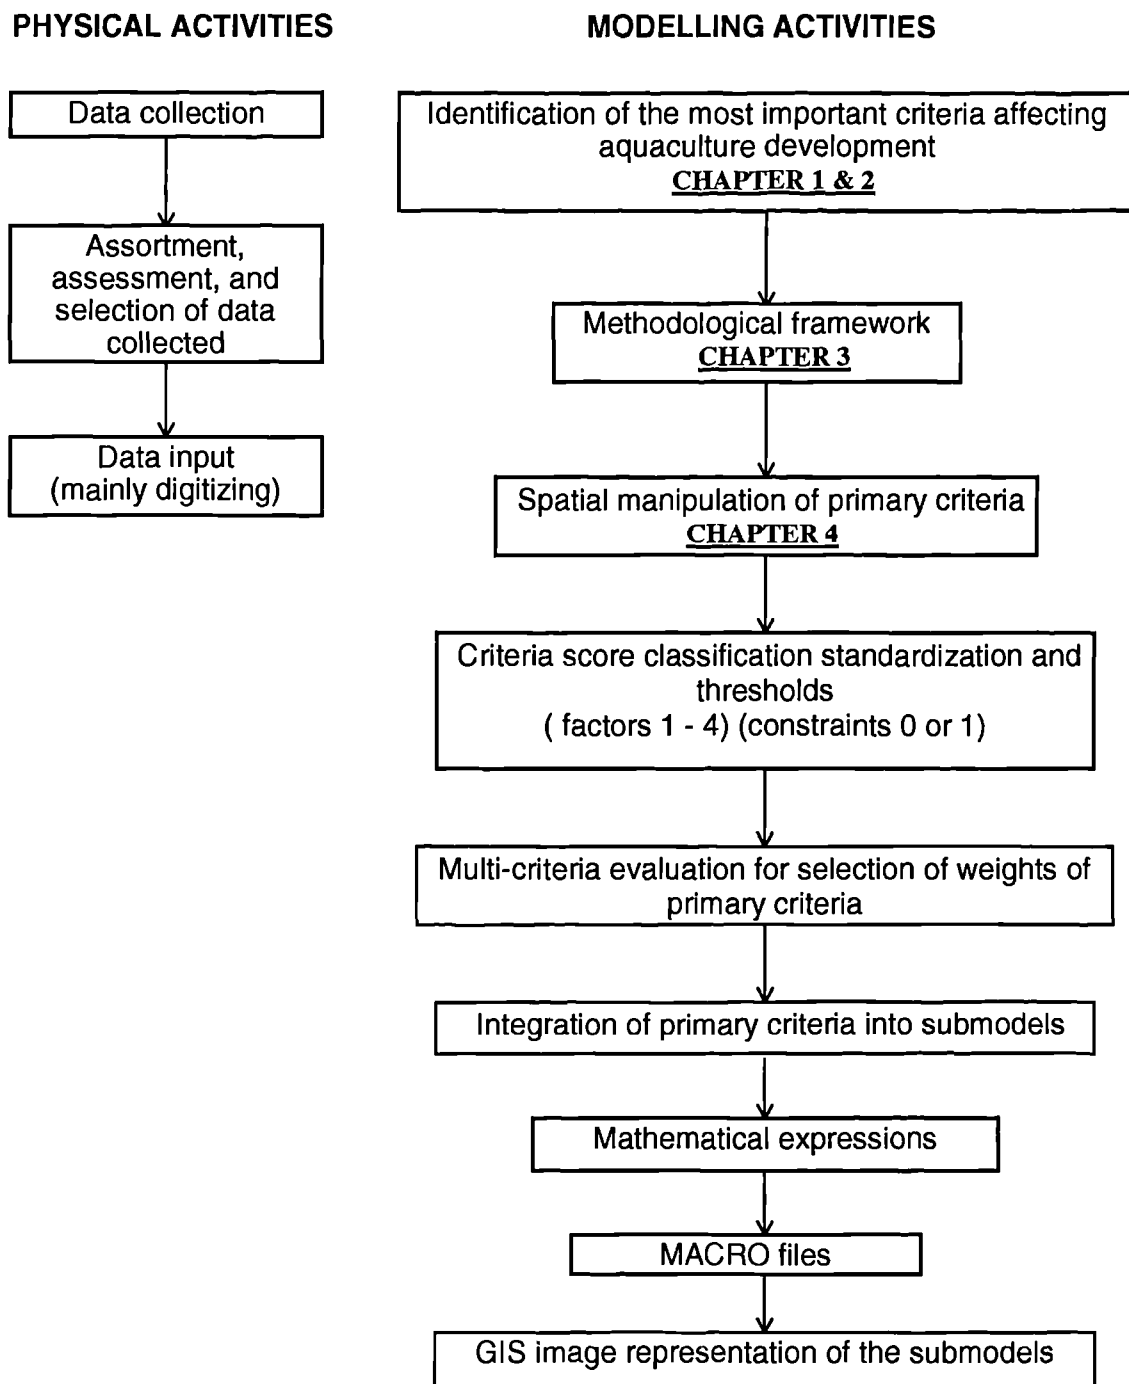 PHYSICAL ACTIVITIES
Data collection
Assortment,
assessment, and
selection of data
collected
Data input
(mainly digitizing)
MODELLING ACTIVITIES
Identification of the most important criteria affecting
aquaculture development
CHAPTER 1 & 2
Methodological framework
CHAPTER 3
Spatial manipulation of primary criteria
CHAPTER 4
Criteria score classification standardization and
thresholds
( factors 1 - 4) (constraints 0 or 1)
Multi-criteria evaluation for selection of weights of
primary criteria
Integration of primary criteria into submodels
Mathematical expressions
MACRO files
GIS image representation of the submodels